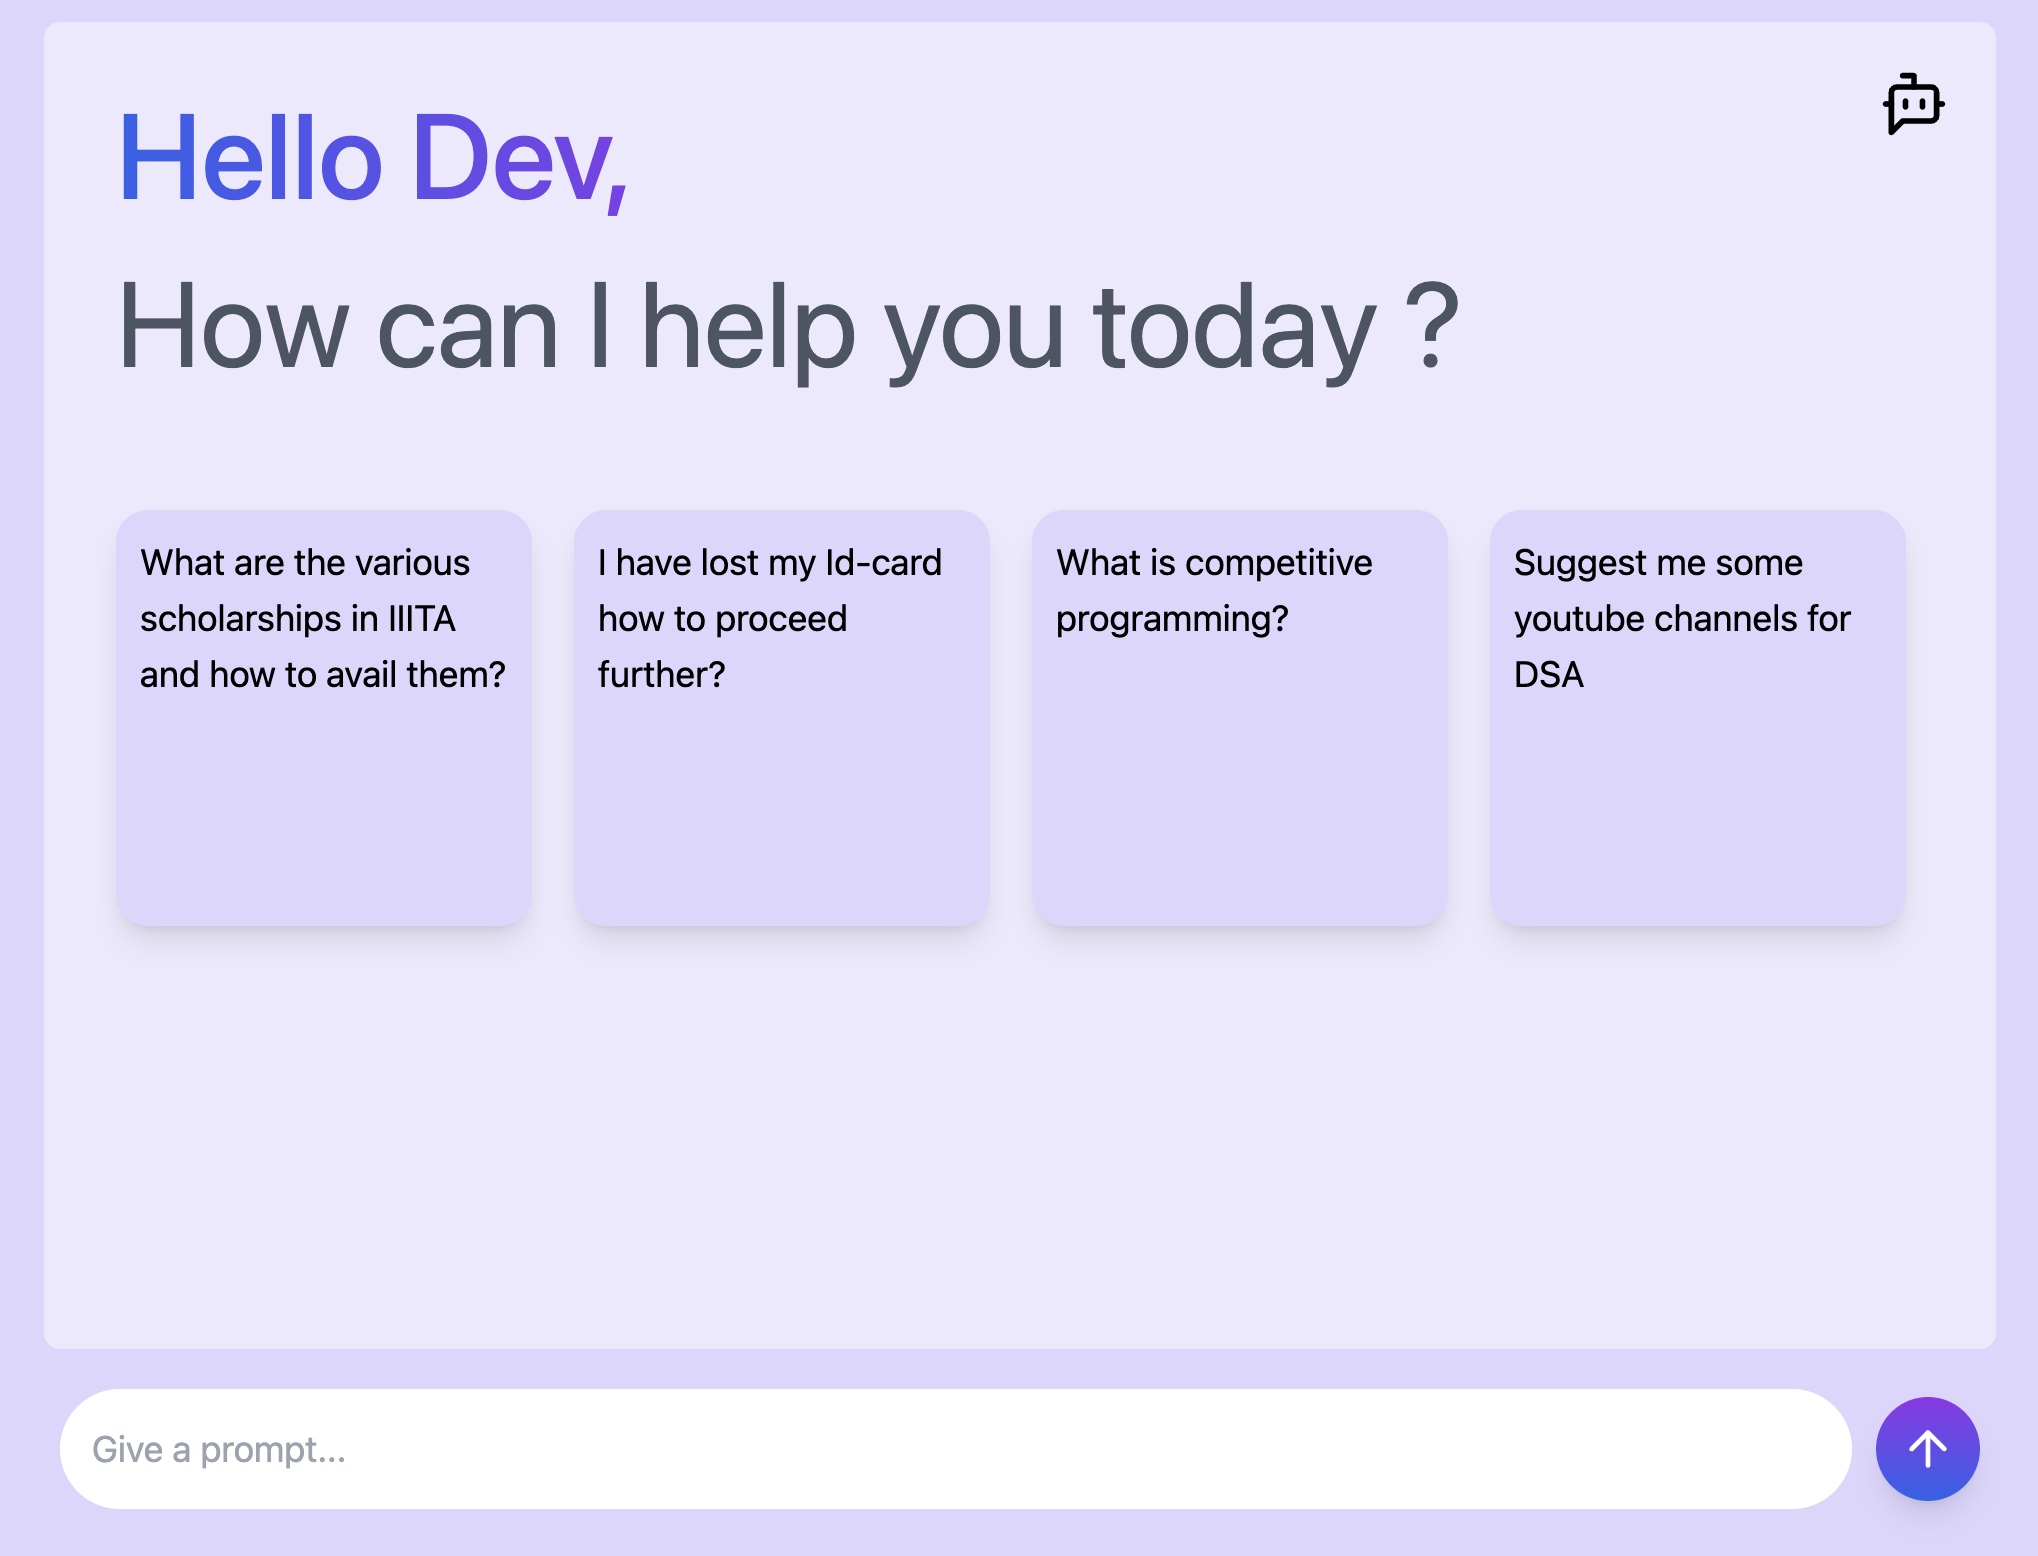 Hello Dev,
How can I help you today ?
What are the various
scholarships in IIITA
and how to avail them?
I have lost my Id-card
how to proceed
further?
What is competitive
programming?
Suggest me some
youtube channels for
DSA
Give a prompt...